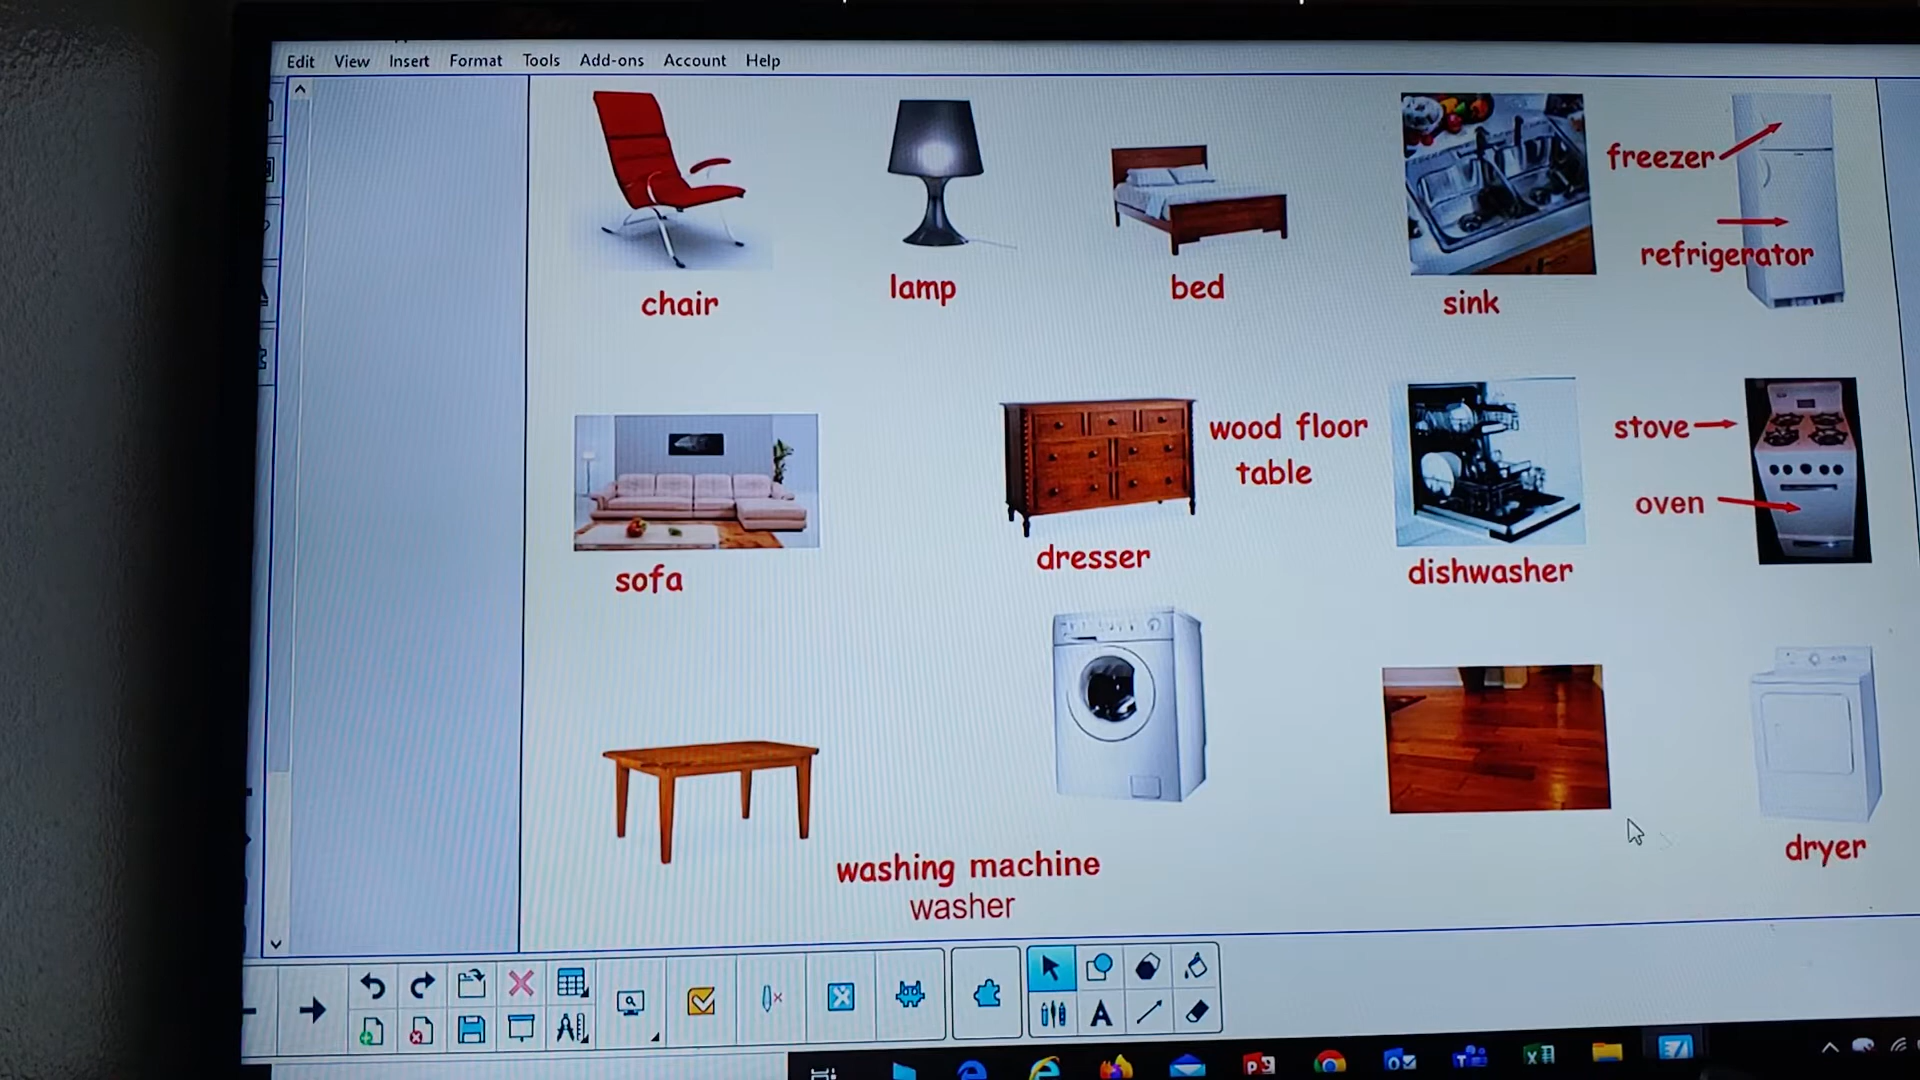 Edit View Insert Format Tools Add-ons Account Help
freezer
refrigerator
chair
lamp
bed
sink
wood floor
table
stove
oven
sofa
dresser
dishwasher
washing machine
washer
dryer